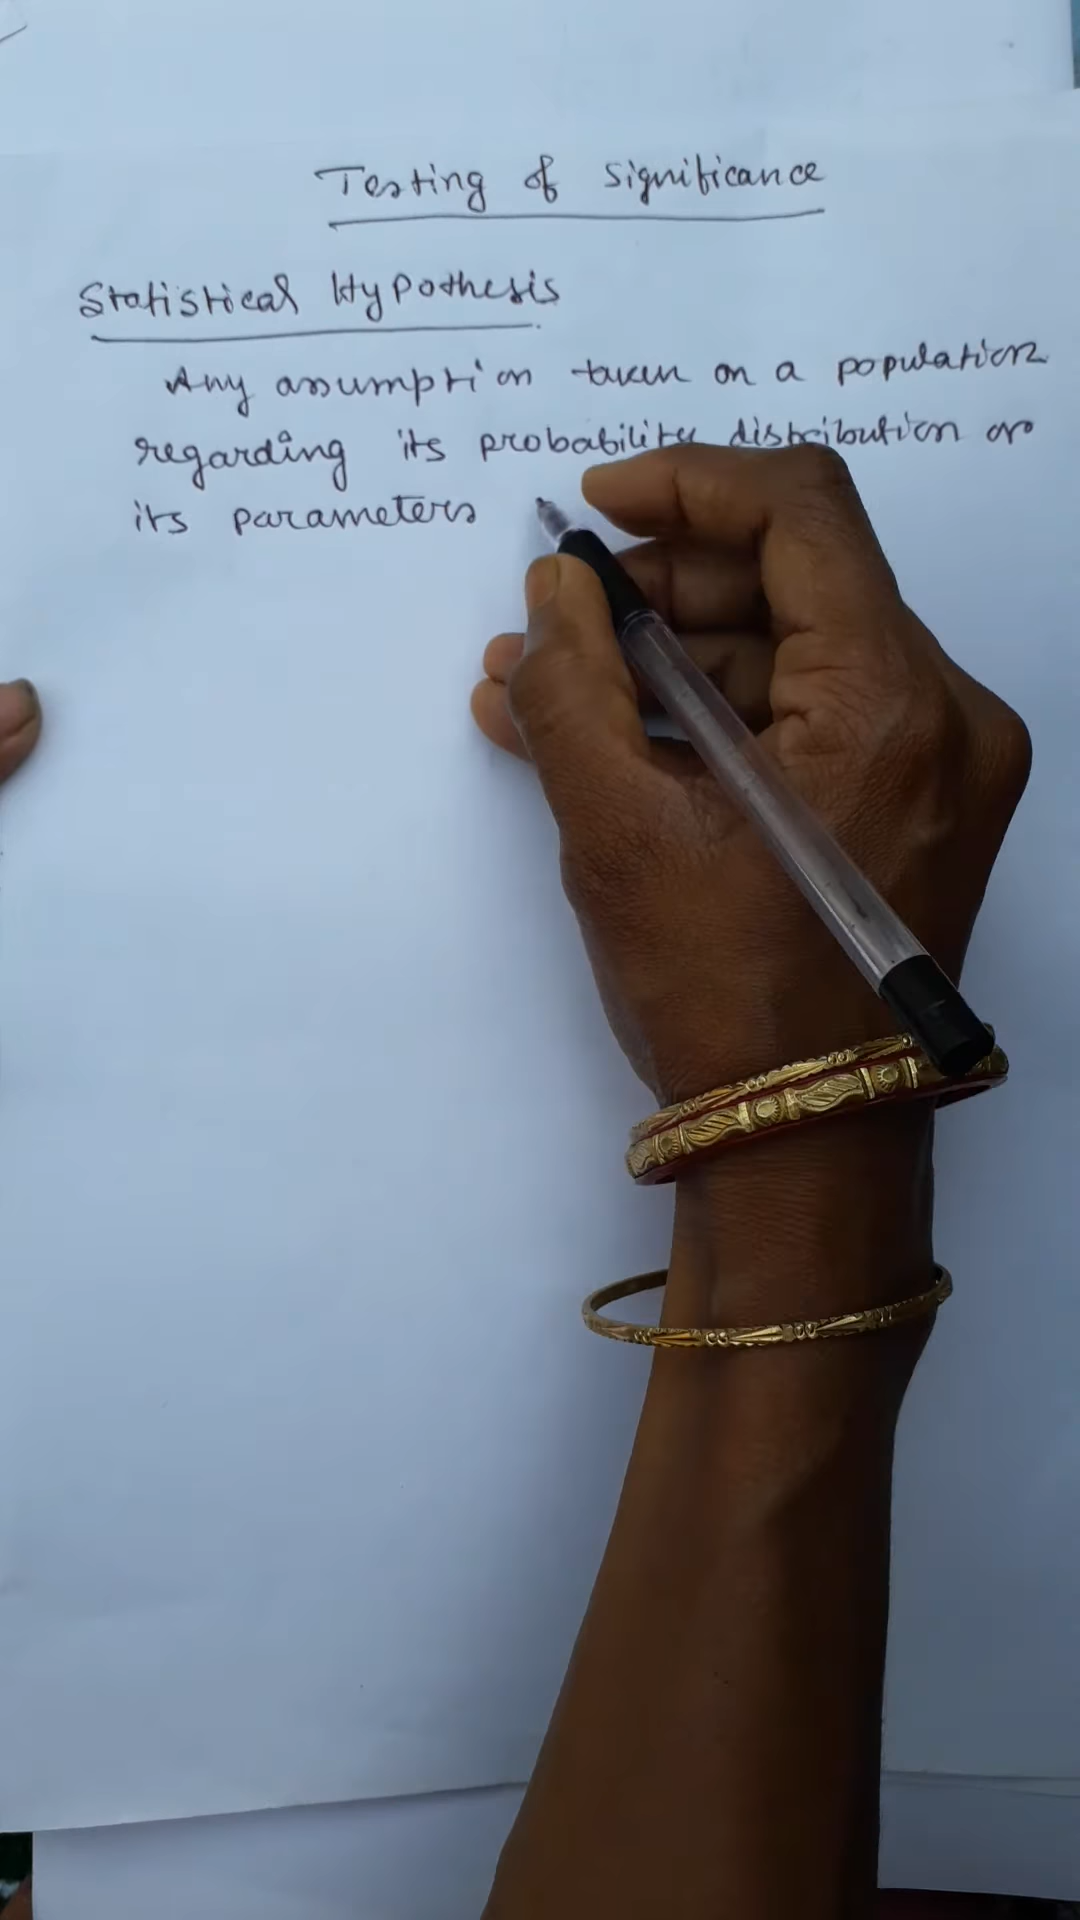 Testing of significance
Statistical Hypothesis
Any assumption taken on a population
regarding its probability distribution or
its parameters